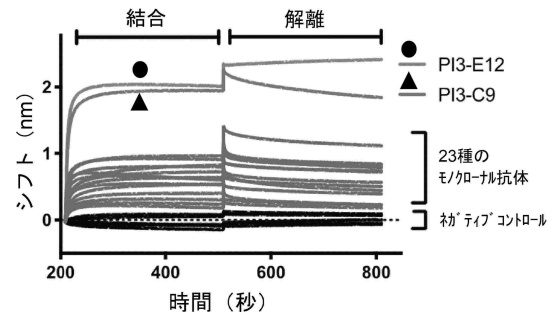 結合
解離
PI3-E12
PI3-C9
23種の
モノクローナル抗体
ネガティブコントロール
シフト (nm)
2
1
0
200
400
600
800
時間 (秒)